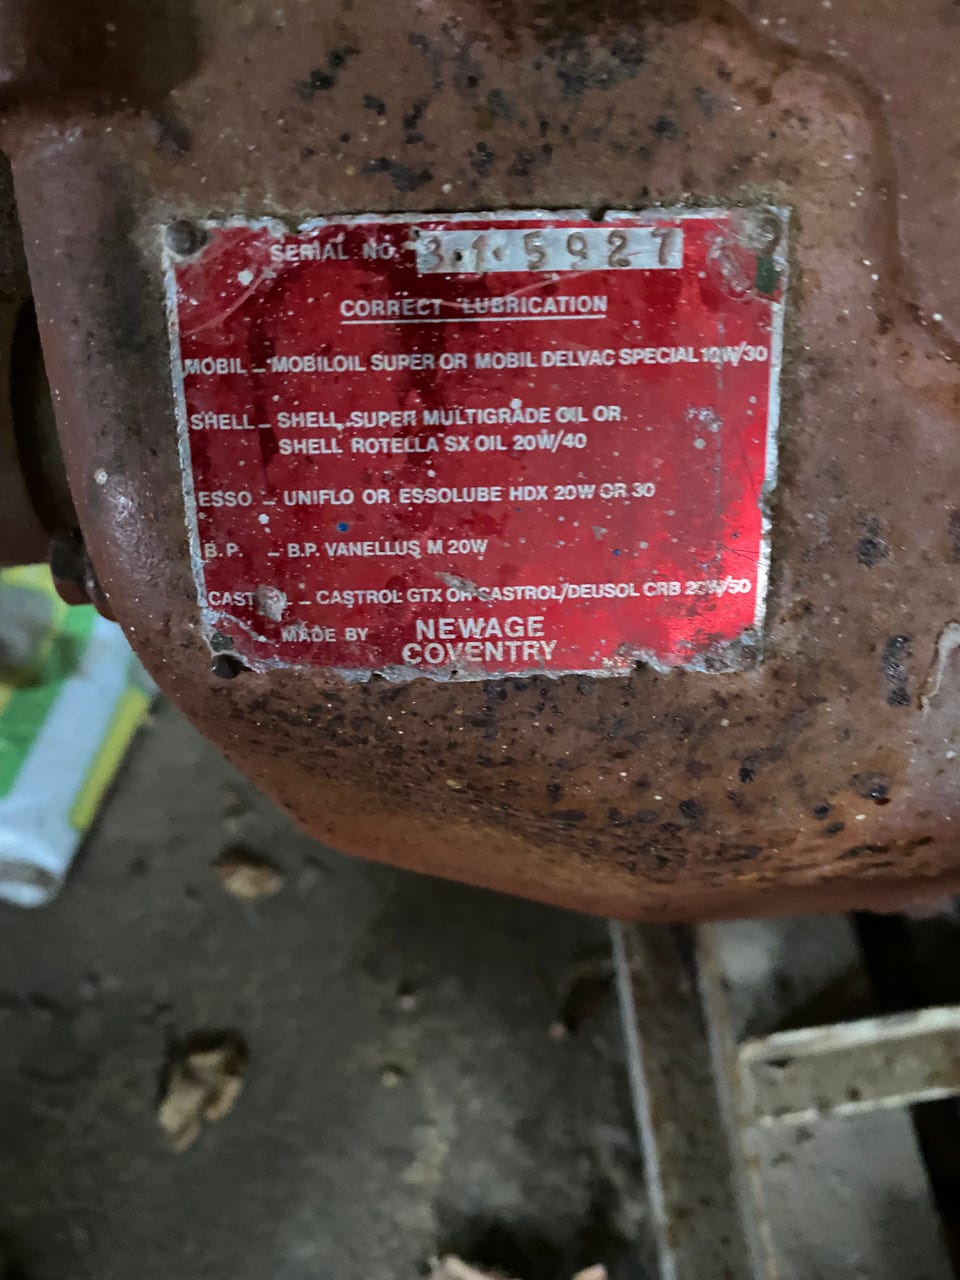 SERIAL NO. 3.1.5927
CORRECT LUBRICATION
MOBIL - MOBILOIL SUPER OR MOBIL DELVAC SPECIAL 10W/30
SHELL - SHELL SUPER MULTIGRADE OIL OR
SHELL ROTELLA SX OIL 20W/40
ESSO - UNIFLO OR ESSOLUBE HDX 20W OR 30
B.P. - B.P. VANELLUS M 20W
CASTROL - CASTROL GTX OR CASTROL/DEUSOL CRB 20W/50
MADE BY NEWAGE
COVENTRY